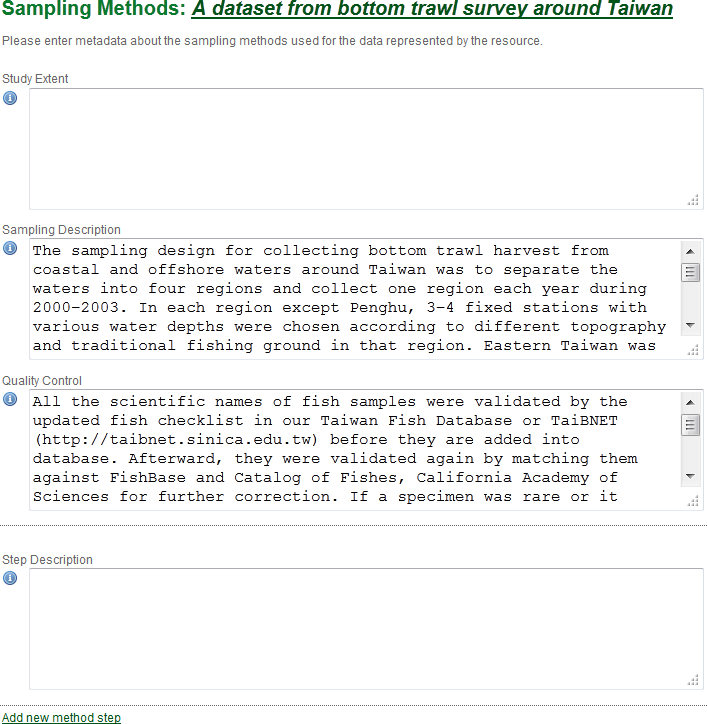 Sampling Methods: A dataset from bottom trawl survey around Taiwan
Please enter metadata about the sampling methods used for the data represented by the resource.
Study Extent
Sampling Description
The sampling design for collecting bottom trawl harvest from
coastal and offshore waters around Taiwan was to separate the
waters into four regions and collect one region each year during
2000-2003. In each region except Penghu, 3-4 fixed stations with
various water depths were chosen according to different topography
and traditional fishing ground in that region. Eastern Taiwan was
Quality Control
All the scientific names of fish samples were validated by the
updated fish checklist in our Taiwan Fish Database or TaiBNET
(http://taibnet.sinica.edu.tw) before they are added into
database. Afterward, they were validated again by matching them
against FishBase and Catalog of Fishes, California Academy of
Sciences for further correction. If a specimen was rare or it
Step Description
Add new method step